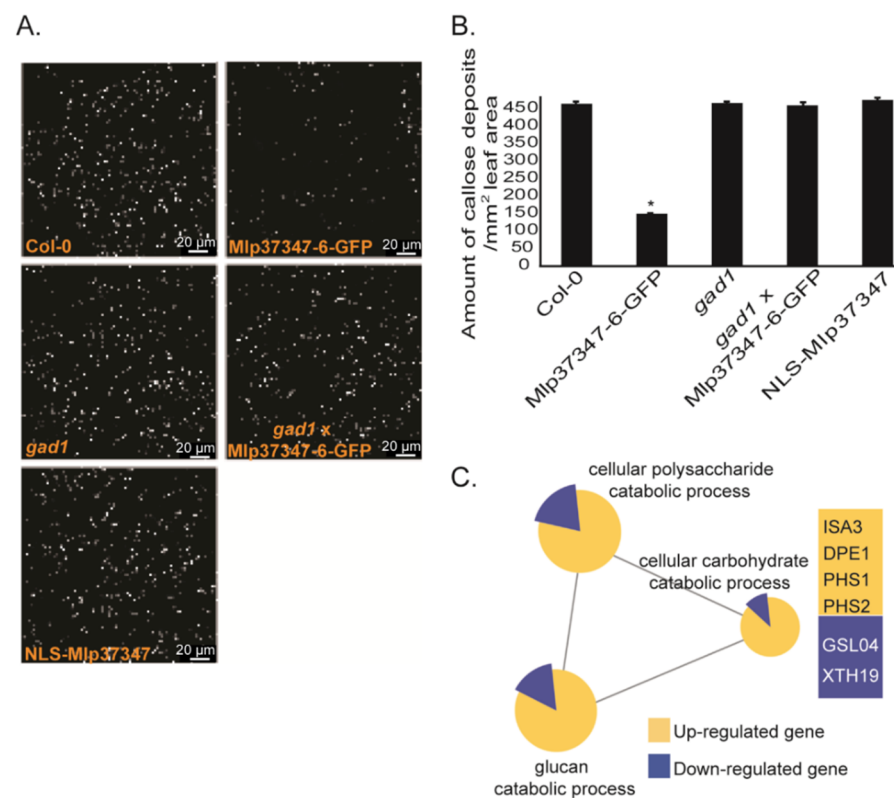 A.
Col-0
20 µm
Mlp37347-6-GFP
20 µm
gad1
20 µm
gad1 x
Mlp37347-6-GFP
20 µm
NLS-Mlp37347
20 µm
B.
Amount of callose deposits
/mm² leaf area
450
400
350
300
250
200
150
100
50
0
*
Col-0
Mlp37347-6-GFP
gad1
gad1 x
Mlp37347-6-GFP
NLS-Mlp37347
C.
cellular polysaccharide
catabolic process
cellular carbohydrate
catabolic process
glucan
catabolic process
ISA3
DPE1
PHS1
PHS2
GSL04
XTH19
Up-regulated gene
Down-regulated gene